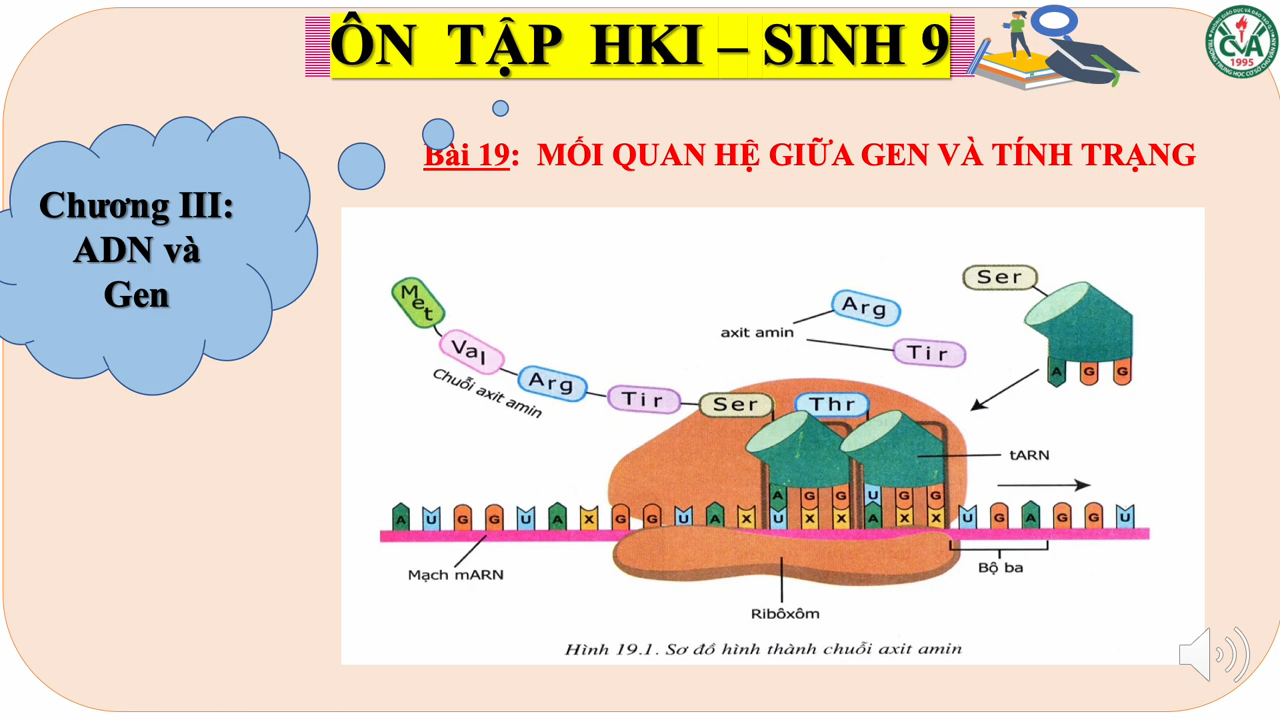 ÔN TẬP HKI – SINH 9
CVA
1995
Bài 19: MỐI QUAN HỆ GIỮA GEN VÀ TÍNH TRẠNG
Chương III:
ADN và
Gen
Met
Val
Arg
Tir
Ser
Thr
Chuỗi axit amin
axit amin
Arg
Tir
Ser
A G G
tARN
A G G U G G
A U G G U A X G G U A X U X X A X X U G A G G U
Mạch mARN
Bộ ba
Ribôxôm
Hình 19.1. Sơ đồ hình thành chuỗi axit amin